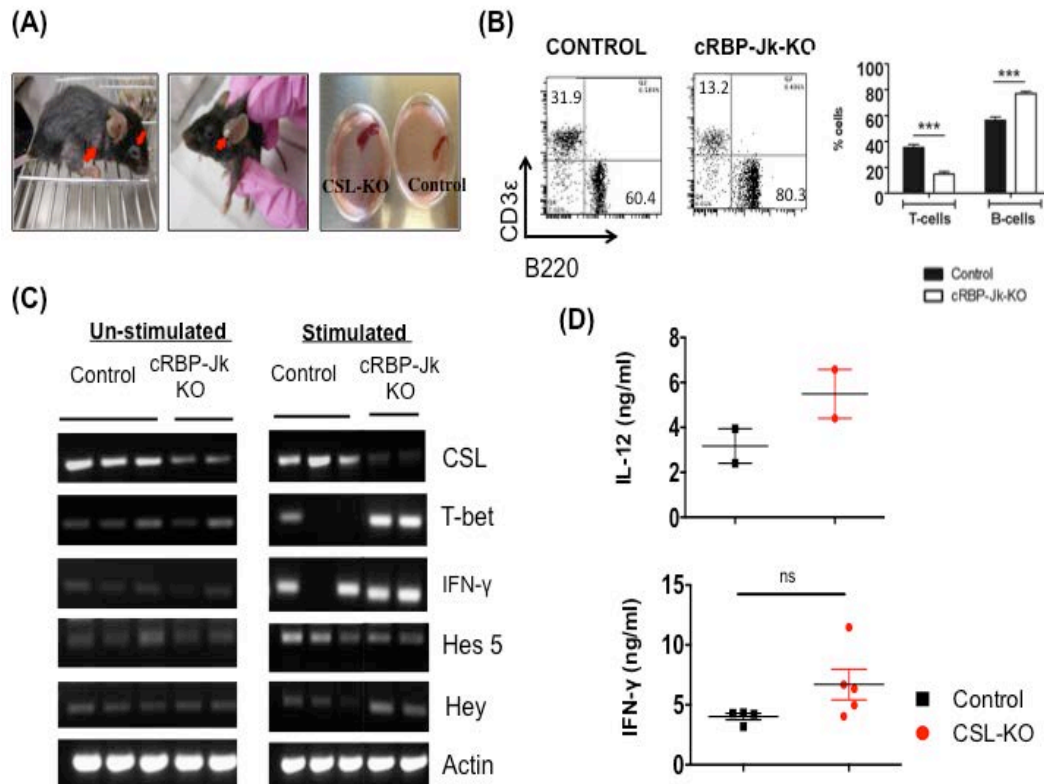 (A)
CSL-KO
Control
(B)
CONTROL
cRBP-Jk-KO
31.9
60.4
Q2
13.2
80.3
Q2
CD3ε
B220
% cells
100
80
60
40
20
0
***
***
T-cells
B-cells
Control
cRBP-Jk-KO
(C)
Un-stimulated
Stimulated
Control
cRBP-Jk
KO
Control
cRBP-Jk
KO
CSL
T-bet
IFN-γ
Hes 5
Hey
Actin
(D)
IL-12 (ng/ml)
8
6
4
2
0
IFN-γ (ng/ml)
15
10
5
0
ns
Control
CSL-KO